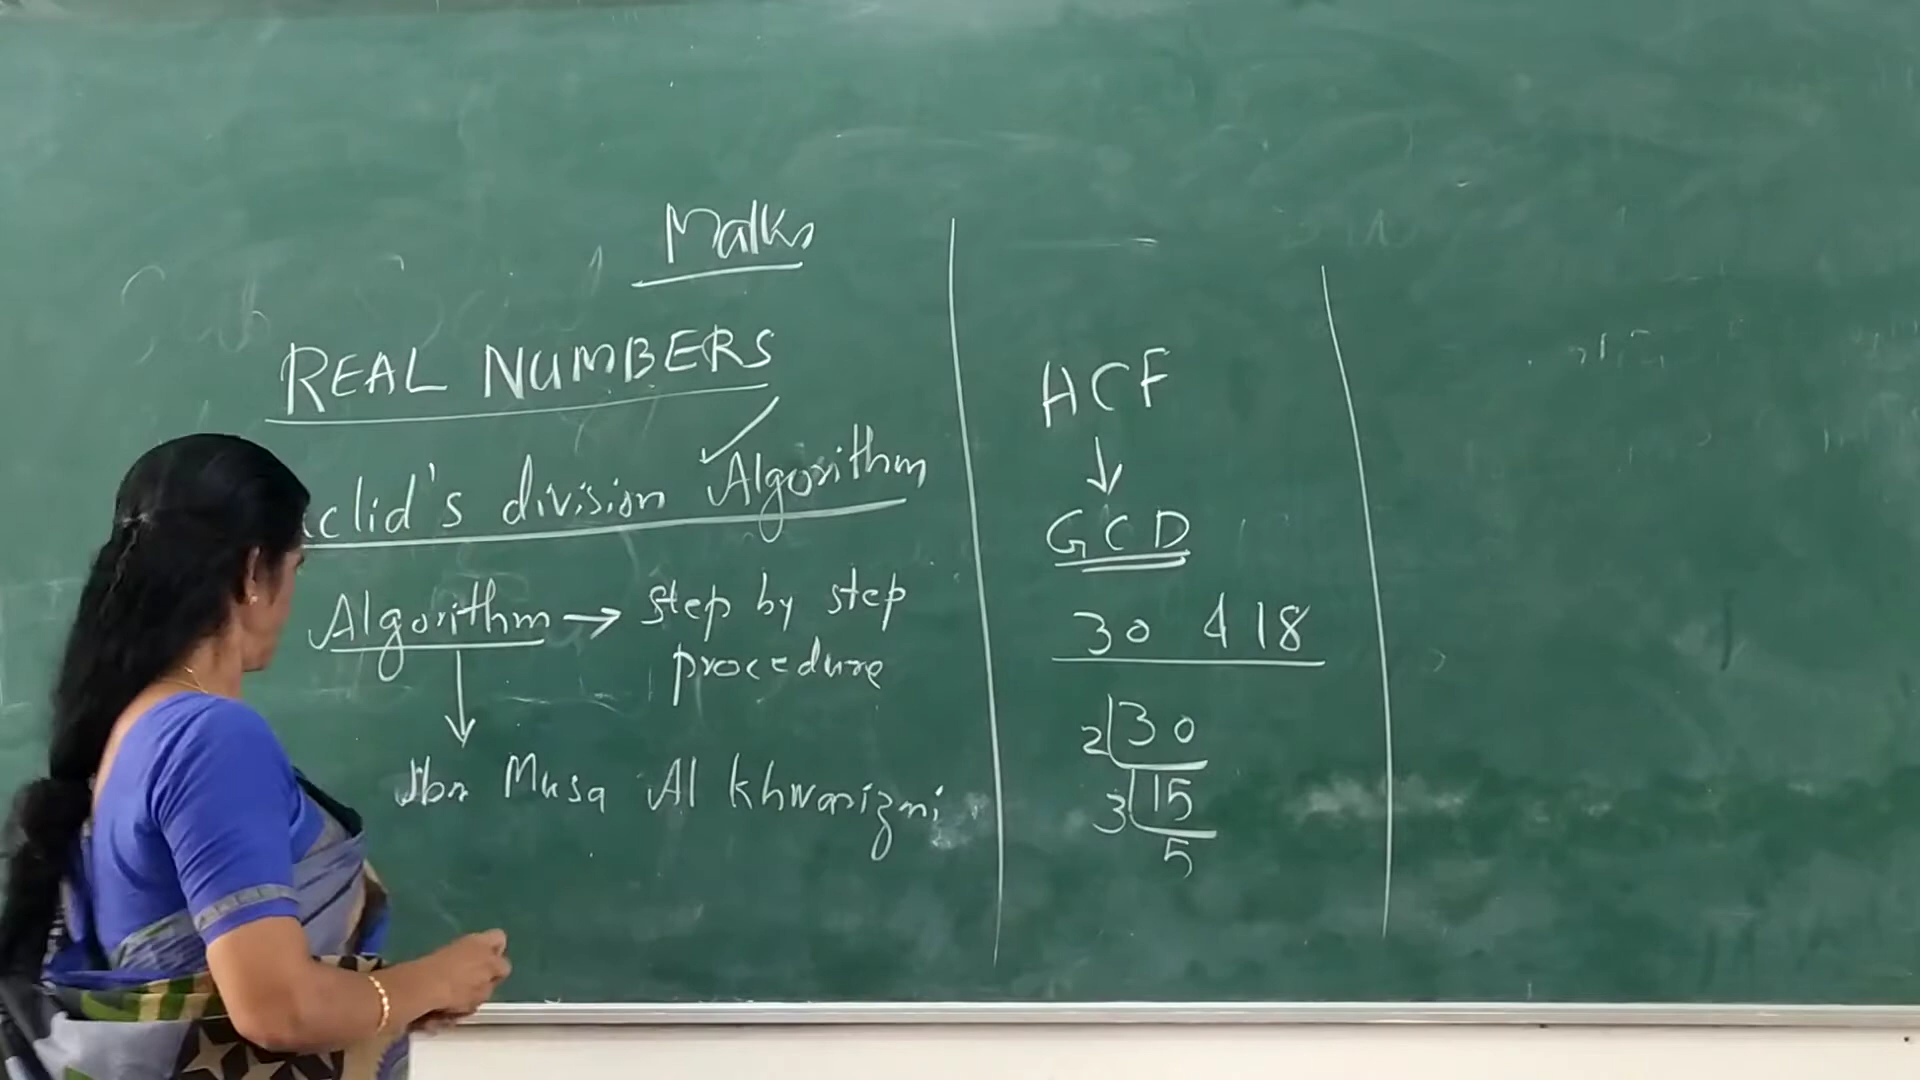 Maths
REAL NUMBERS
clid's division Algorithm
Algorithm → step by step
procedure
↓
Ibn Musa Al khwarizmi
HCF
↓
GCD
30 & 18
2 30
3 15
5